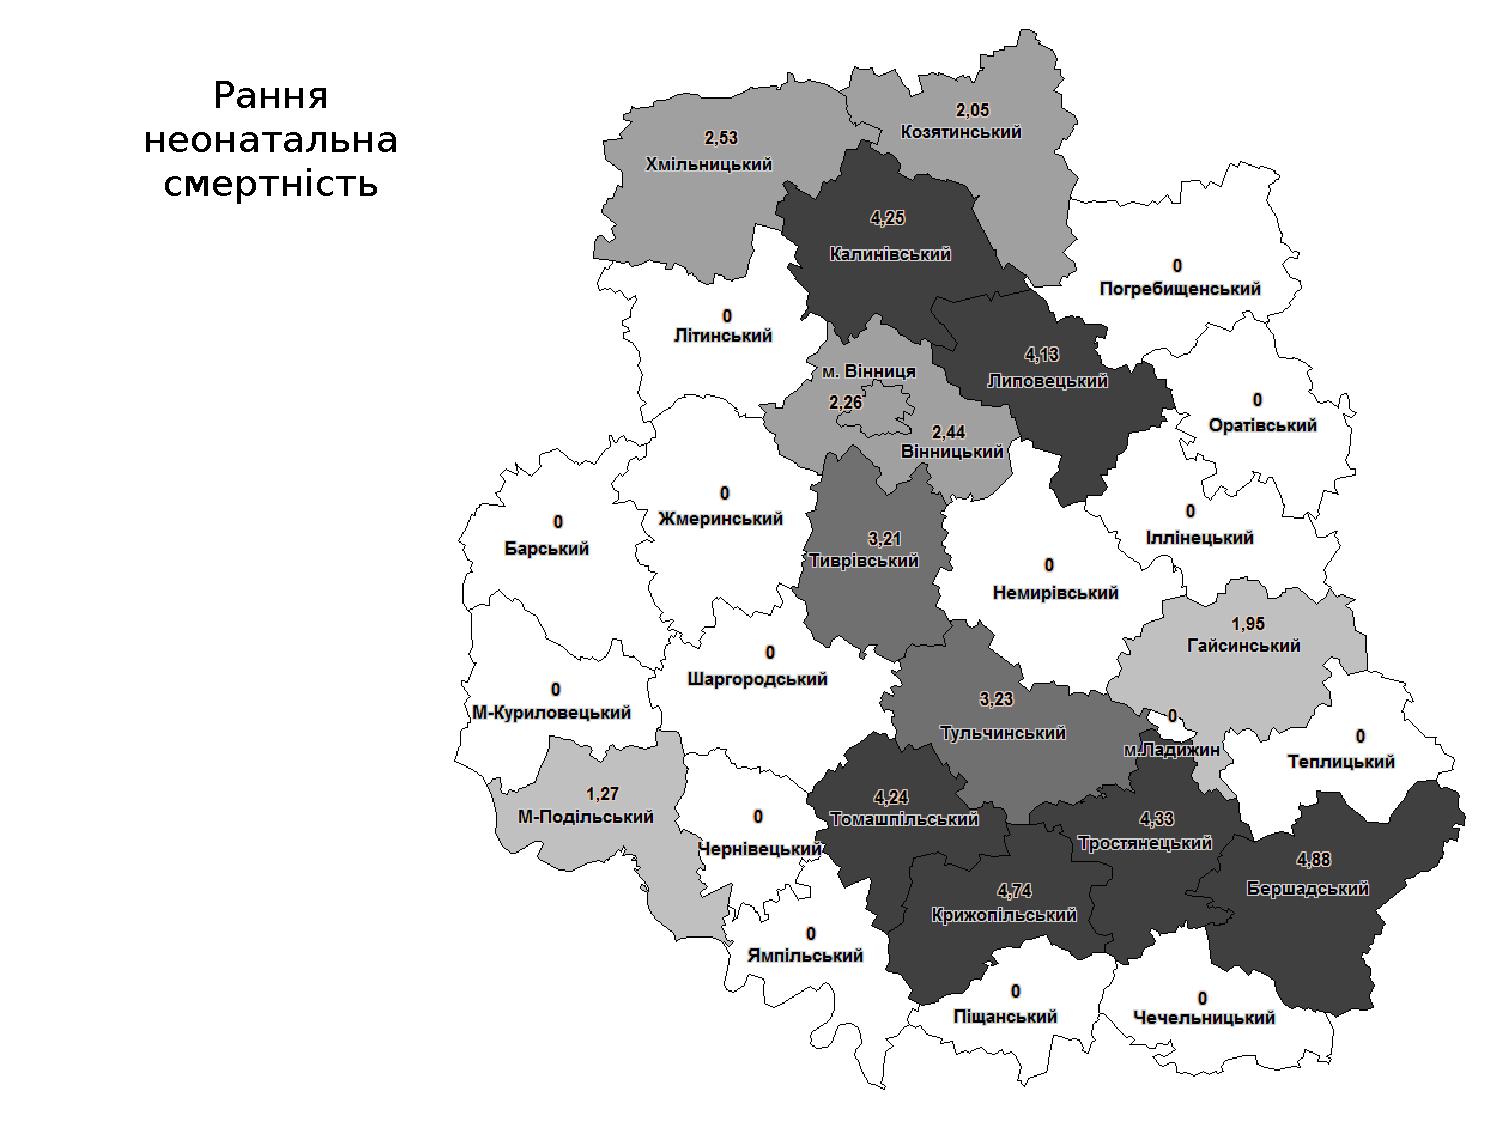 Рання
неонатальна
смертність
2,05
Козятинський
2,53
Хмільницький
4,25
Калинівський
0
Погребищенський
0
Літинський
4,13
Липовецький
м. Вінниця
2,26
0
Оратівський
2,44
Вінницький
0
Жмеринський
0
Іллінецький
0
Барський
3,21
Тиврівський
0
Немирівський
1,95
Гайсинський
0
Шаргородський
0
М-Куриловецький
3,23
Тульчинський
0
м.Ладижин
0
Теплицький
1,27
М-Подільський
4,24
Томашпільський
0
Чернівецький
4,33
Тростянецький
4,88
Бершадський
4,74
Крижопільський
0
Ямпільський
0
Піщанський
0
Чечельницький